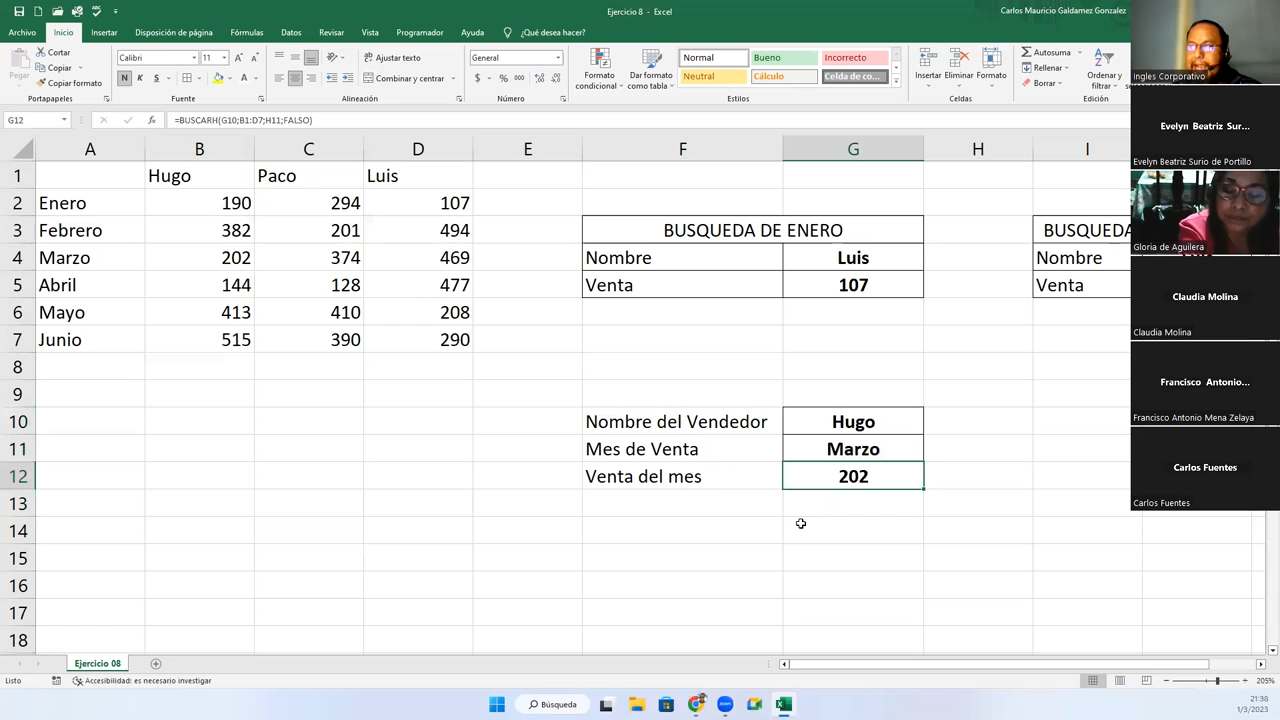 Ejercicio 8 - Excel
Carlos Mauricio Galdamez Gonzalez
Archivo Inicio Insertar Disposición de página Fórmulas Datos Revisar Vista Programador Ayuda ¿Qué desea hacer?
Pegar
Cortar
Copiar
Copiar formato
Portapapeles
Calibri 11
N K S
Fuente
Ajustar texto
Combinar y centrar
Alineación
General
Número
Formato condicional
Dar formato como tabla
Normal Bueno Incorrecto
Neutral Cálculo Celda de co...
Estilos
Insertar Eliminar Formato
Celdas
Autosuma
Rellenar
Borrar
Ordenar y
filtrar
Edición
G12 =BUSCARH(G10;B1:D7;H11;FALSO)
A B C D E F G H I
1 Hugo Paco Luis
2 Enero 190 294 107
3 Febrero 382 201 494 BUSQUEDA DE ENERO BUSQUEDA
4 Marzo 202 374 469 Nombre Luis Nombre
5 Abril 144 128 477 Venta 107 Venta
6 Mayo 413 410 208
7 Junio 515 390 290
8
9
10 Nombre del Vendedor Hugo
11 Mes de Venta Marzo
12 Venta del mes 202
13
14
15
16
17
18
Ejercicio 08
Listo Accesibilidad: es necesario investigar 205%
Búsqueda
21:38
1/3/2023
Ingles Corporativo
Evelyn Beatriz Sur...
Evelyn Beatriz Surio de Portillo
Gloria de Aguilera
Claudia Molina
Claudia Molina
Francisco Antonio...
Francisco Antonio Mena Zelaya
Carlos Fuentes
Carlos Fuentes